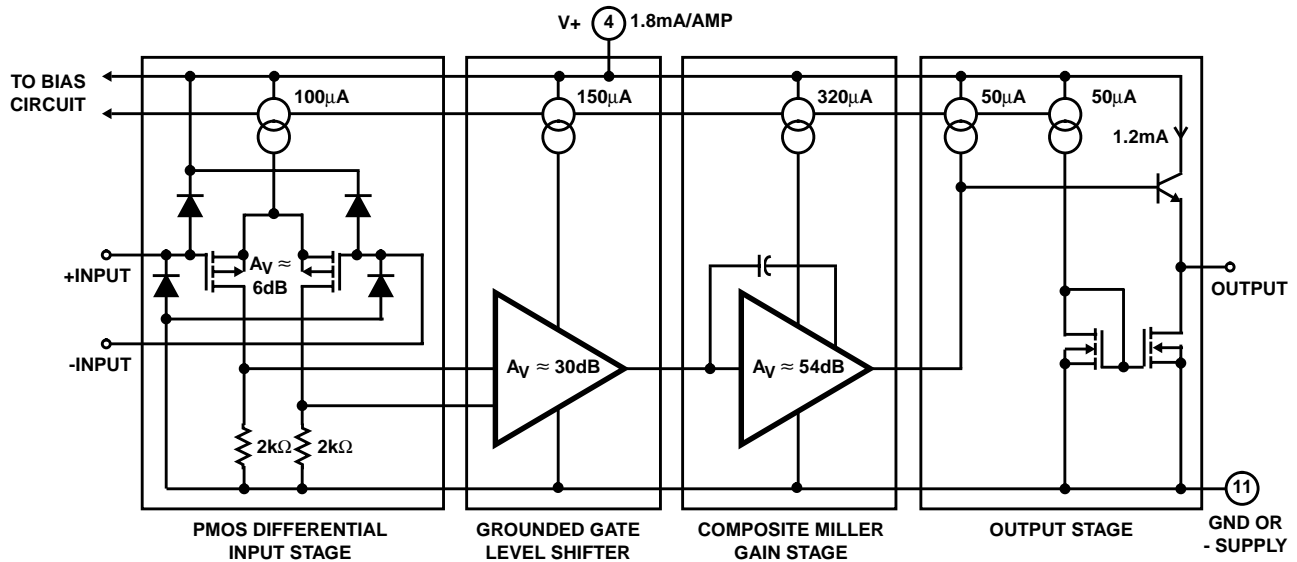 V+ 4 1.8mA/AMP
TO BIAS
CIRCUIT
100µA
150µA
320µA
50µA
50µA
1.2mA
+INPUT
AV ≈
6dB
OUTPUT
-INPUT
AV ≈ 30dB
AV ≈ 54dB
2kΩ
2kΩ
11
GND OR
- SUPPLY
PMOS DIFFERENTIAL
INPUT STAGE
GROUNDED GATE
LEVEL SHIFTER
COMPOSITE MILLER
GAIN STAGE
OUTPUT STAGE